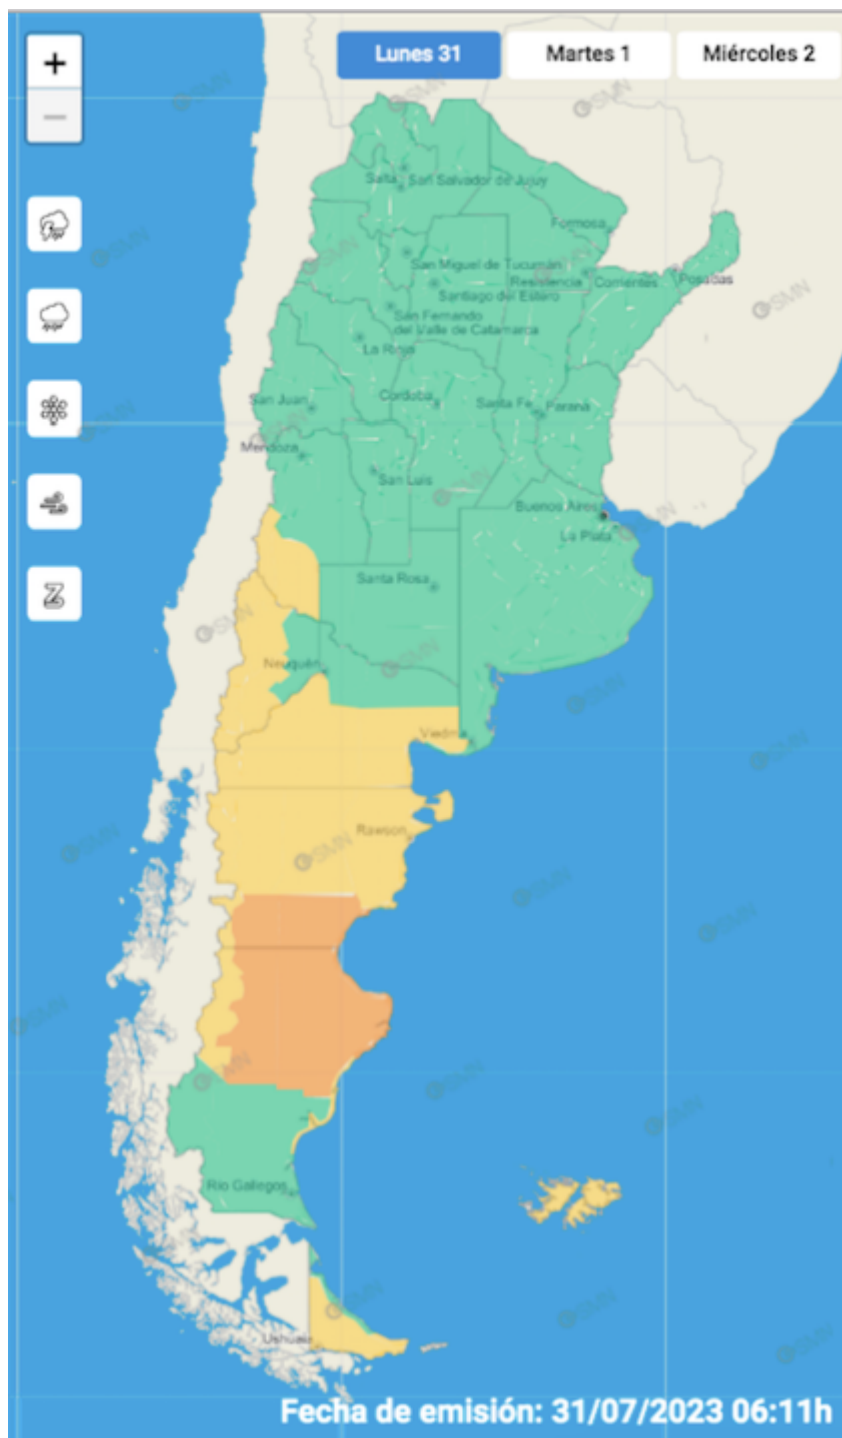 +
Lunes 31
Martes 1
Miércoles 2
−
SMN
Salta
San Salvador de Jujuy
Formosa
San Miguel de Tucumán
Resistencia
Corrientes
Posadas
Santiago del Estero
San Fernando
del Valle de Catamarca
La Rioja
San Juan
Córdoba
Santa Fe
Paraná
Mendoza
San Luis
Buenos Aires
La Plata
Santa Rosa
Neuquén
Viedma
Rawson
Río Gallegos
Ushuaia
Fecha de emisión: 31/07/2023 06:11h